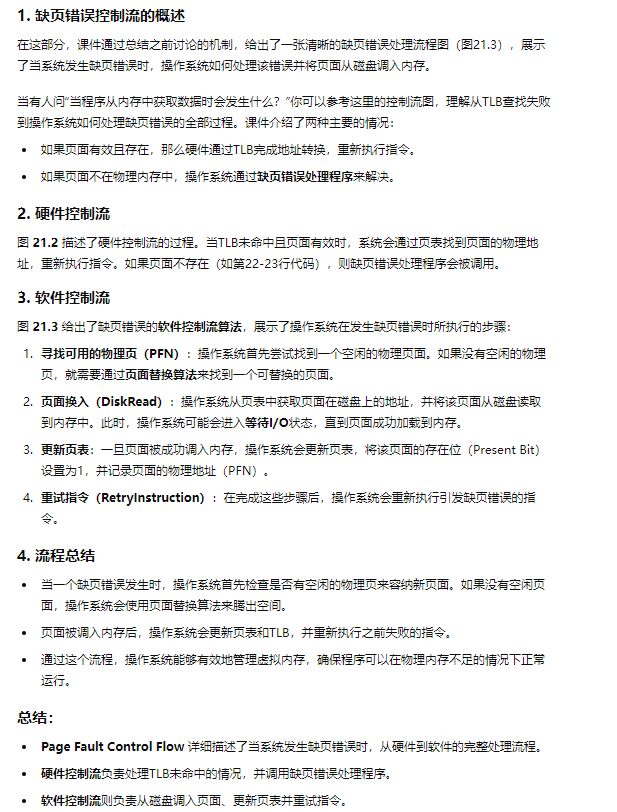 1. 缺页错误控制流的概述
在这部分，课件通过总结之前讨论的机制，给出了一张清晰的缺页错误处理流程图（图21.3），展示
了当系统发生缺页错误时，操作系统如何处理该错误并将页面从磁盘调入内存。
当有人问“当程序从内存中获取数据时会发生什么？”你可以参考这里的控制流图，理解从TLB查找失败
到操作系统如何处理缺页错误的全部过程。课件介绍了两种主要的情况：
• 如果页面有效且存在，那么硬件通过TLB完成地址转换，重新执行指令。
• 如果页面不在物理内存中，操作系统通过缺页错误处理程序来解决。
2. 硬件控制流
图 21.2 描述了硬件控制流的过程。当TLB未命中且页面有效时，系统会通过页表找到页面的物理地
址，重新执行指令。如果页面不存在（如第22-23行代码），则缺页错误处理程序会被调用。
3. 软件控制流
图 21.3 给出了缺页错误的软件控制流算法，展示了操作系统在发生缺页错误时所执行的步骤：
1. 寻找可用的物理页（PFN）：操作系统首先尝试找到一个空闲的物理页面。如果没有空闲的物理
页，就需要通过页面替换算法来找到一个可替换的页面。
2. 页面换入（DiskRead）：操作系统从页表中获取页面在磁盘上的地址，并将该页面从磁盘读取
到内存中。此时，操作系统可能会进入等待I/O状态，直到页面成功加载到内存。
3. 更新页表：一旦页面被成功调入内存，操作系统会更新页表，将该页面的存在位（Present Bit）
设置为1，并记录页面的物理地址（PFN）。
4. 重试指令（RetryInstruction）：在完成这些步骤后，操作系统会重新执行引发缺页错误的指
令。
4. 流程总结
• 当一个缺页错误发生时，操作系统首先检查是否有空闲的物理页来容纳新页面。如果没有空闲页
面，操作系统会使用页面替换算法来腾出空间。
• 页面被调入内存后，操作系统会更新页表和TLB，并重新执行之前失败的指令。
• 通过这个流程，操作系统能够有效地管理虚拟内存，确保程序可以在物理内存不足的情况下正常
运行。
总结：
• Page Fault Control Flow 详细描述了当系统发生缺页错误时，从硬件到软件的完整处理流程。
• 硬件控制流负责处理TLB未命中的情况，并调用缺页错误处理程序。
• 软件控制流则负责从磁盘调入页面、更新页表并重试指令。